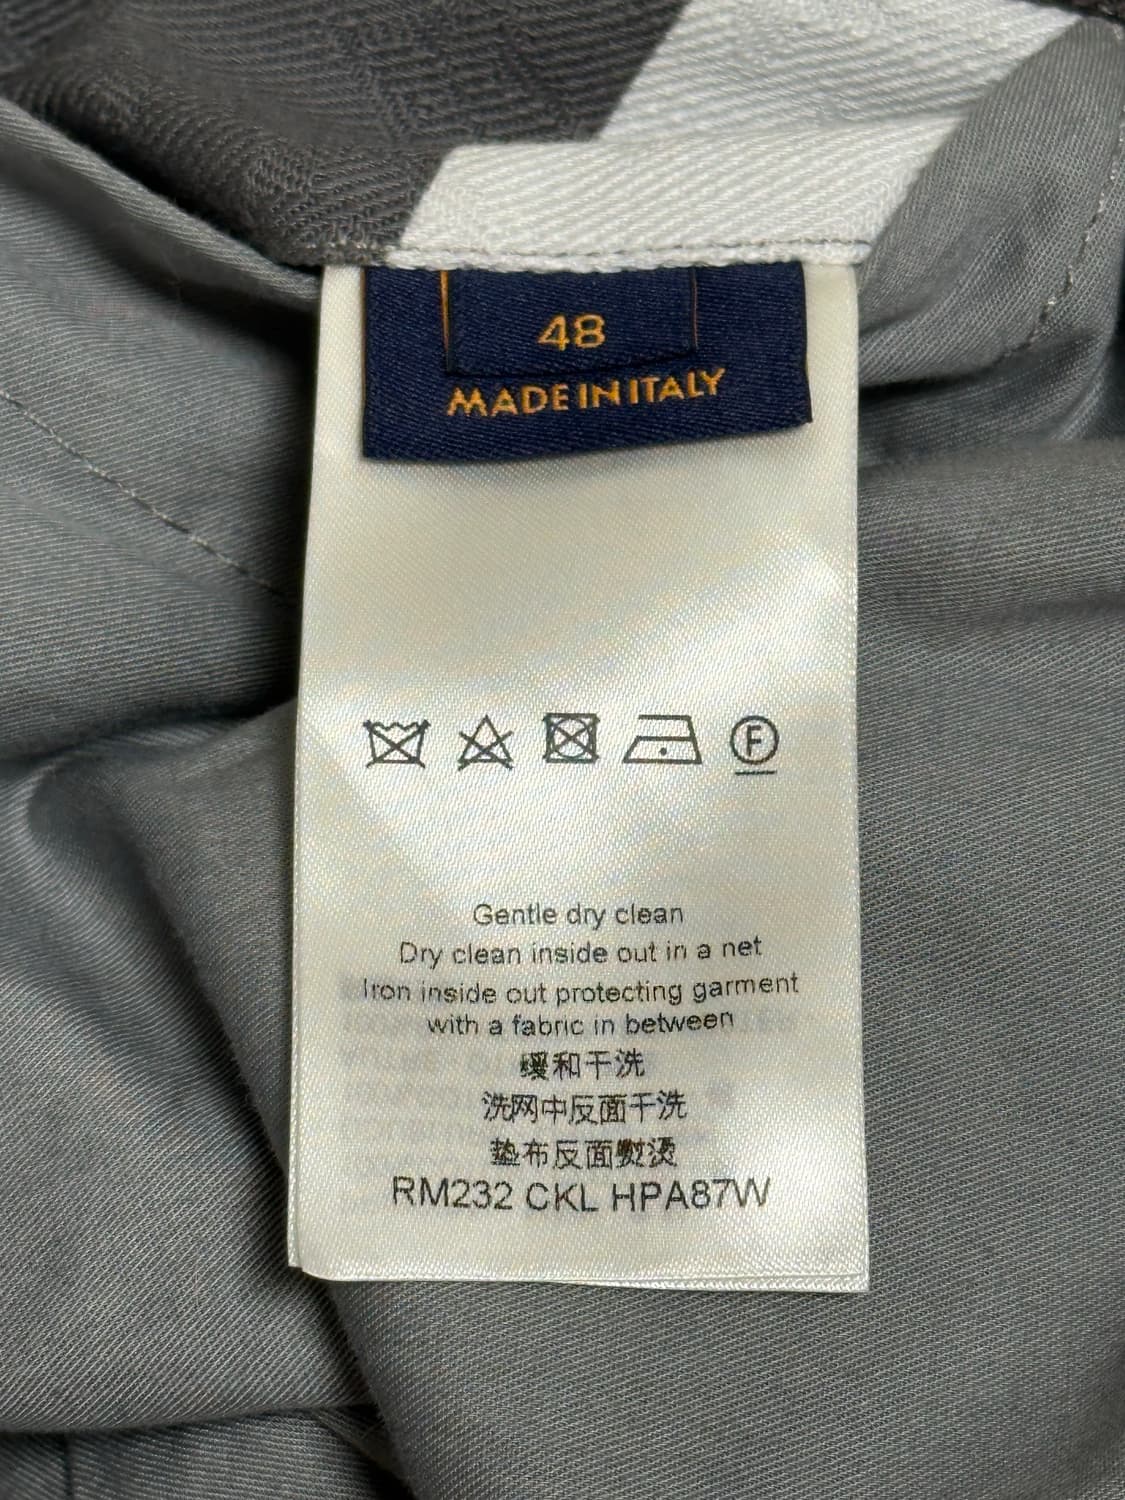 48
MADE IN ITALY
F
Gentle dry clean
Dry clean inside out in a net
Iron inside out protecting garment
with a fabric in between
缓和干洗
洗网中反面干洗
垫布反面熨烫
RM232 CKL HPA87W